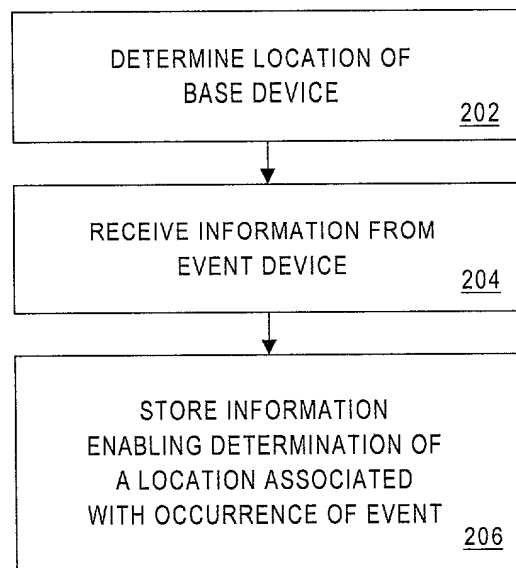 DETERMINE LOCATION OF
BASE DEVICE
202
RECEIVE INFORMATION FROM
EVENT DEVICE
204
STORE INFORMATION
ENABLING DETERMINATION OF
A LOCATION ASSOCIATED
WITH OCCURRENCE OF EVENT
206